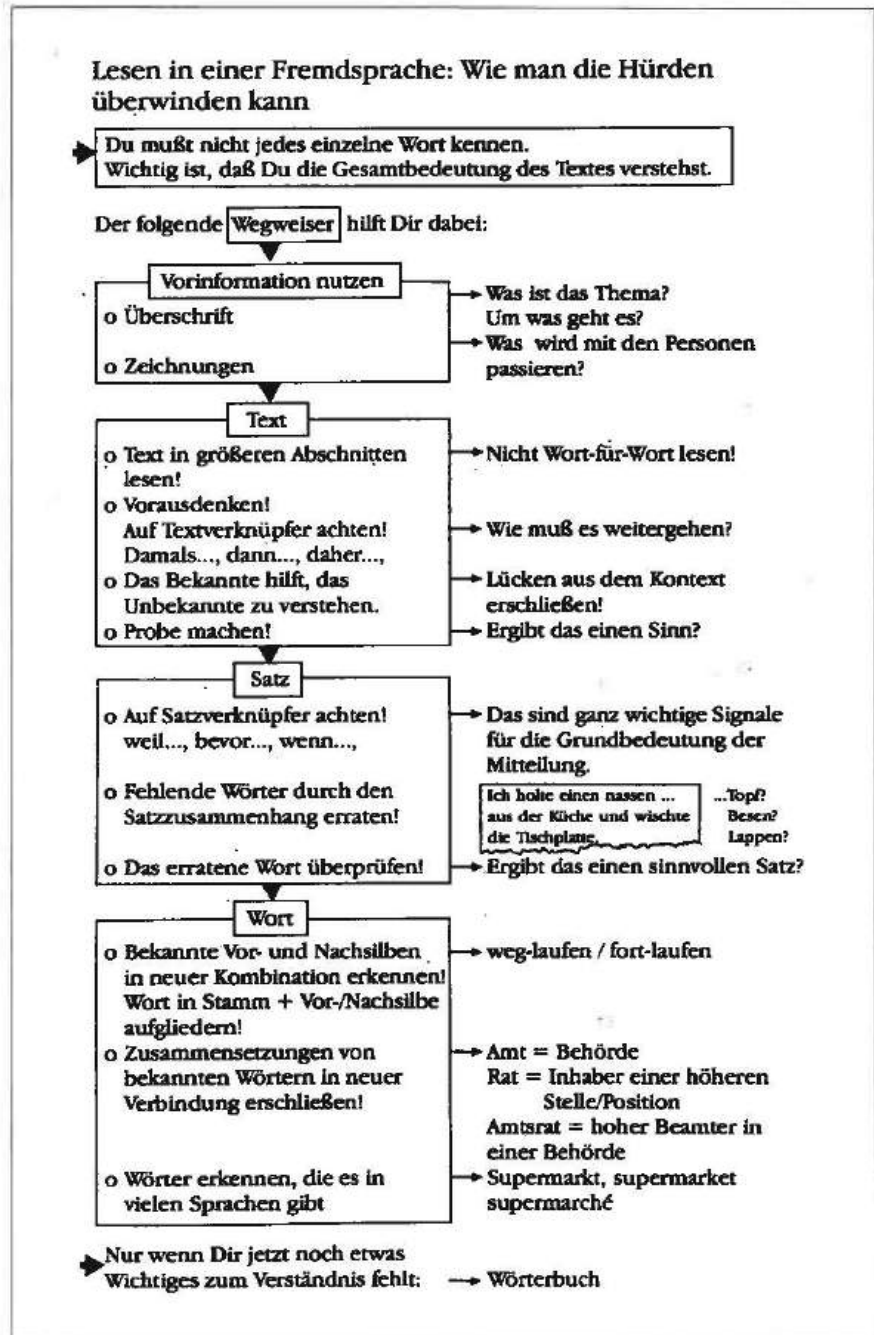 Lesen in einer Fremdsprache: Wie man die Hürden
überwinden kann
Du mußt nicht jedes einzelne Wort kennen.
Wichtig ist, daß Du die Gesamtbedeutung des Textes verstehst.
Der folgende Wegweiser hilft Dir dabei:
Vorinformation nutzen
o Überschrift
Was ist das Thema?
Um was geht es?
o Zeichnungen
Was wird mit den Personen
passieren?
Text
o Text in größeren Abschnitten
lesen!
Nicht Wort-für-Wort lesen!
o Vorausdenken!
Auf Textverknüpfer achten!
Damals..., dann..., daher...,
Wie muß es weitergehen?
o Das Bekannte hilft, das
Unbekannte zu verstehen.
Lücken aus dem Kontext
erschließen!
o Probe machen!
Ergibt das einen Sinn?
Satz
o Auf Satzverknüpfer achten!
weil..., bevor..., wenn...,
Das sind ganz wichtige Signale
für die Grundbedeutung der
Mitteilung.
o Fehlende Wörter durch den
Satzzusammenhang erraten!
Ich holte einen nassen ...
aus der Küche und wischte
die Tischplatte.
...Topf?
Besen?
Lappen?
o Das erratene Wort überprüfen!
Ergibt das einen sinnvollen Satz?
Wort
o Bekannte Vor- und Nachsilben
in neuer Kombination erkennen!
Wort in Stamm + Vor-/Nachsilbe
aufgliedern!
weg-laufen / fort-laufen
o Zusammensetzungen von
bekannten Wörtern in neuer
Verbindung erschließen!
Amt = Behörde
Rat = Inhaber einer höheren
Stelle/Position
Amtsrat = hoher Beamter in
einer Behörde
o Wörter erkennen, die es in
vielen Sprachen gibt
Supermarkt, supermarket
supermarché
Nur wenn Dir jetzt noch etwas
Wichtiges zum Verständnis fehlt:
Wörterbuch